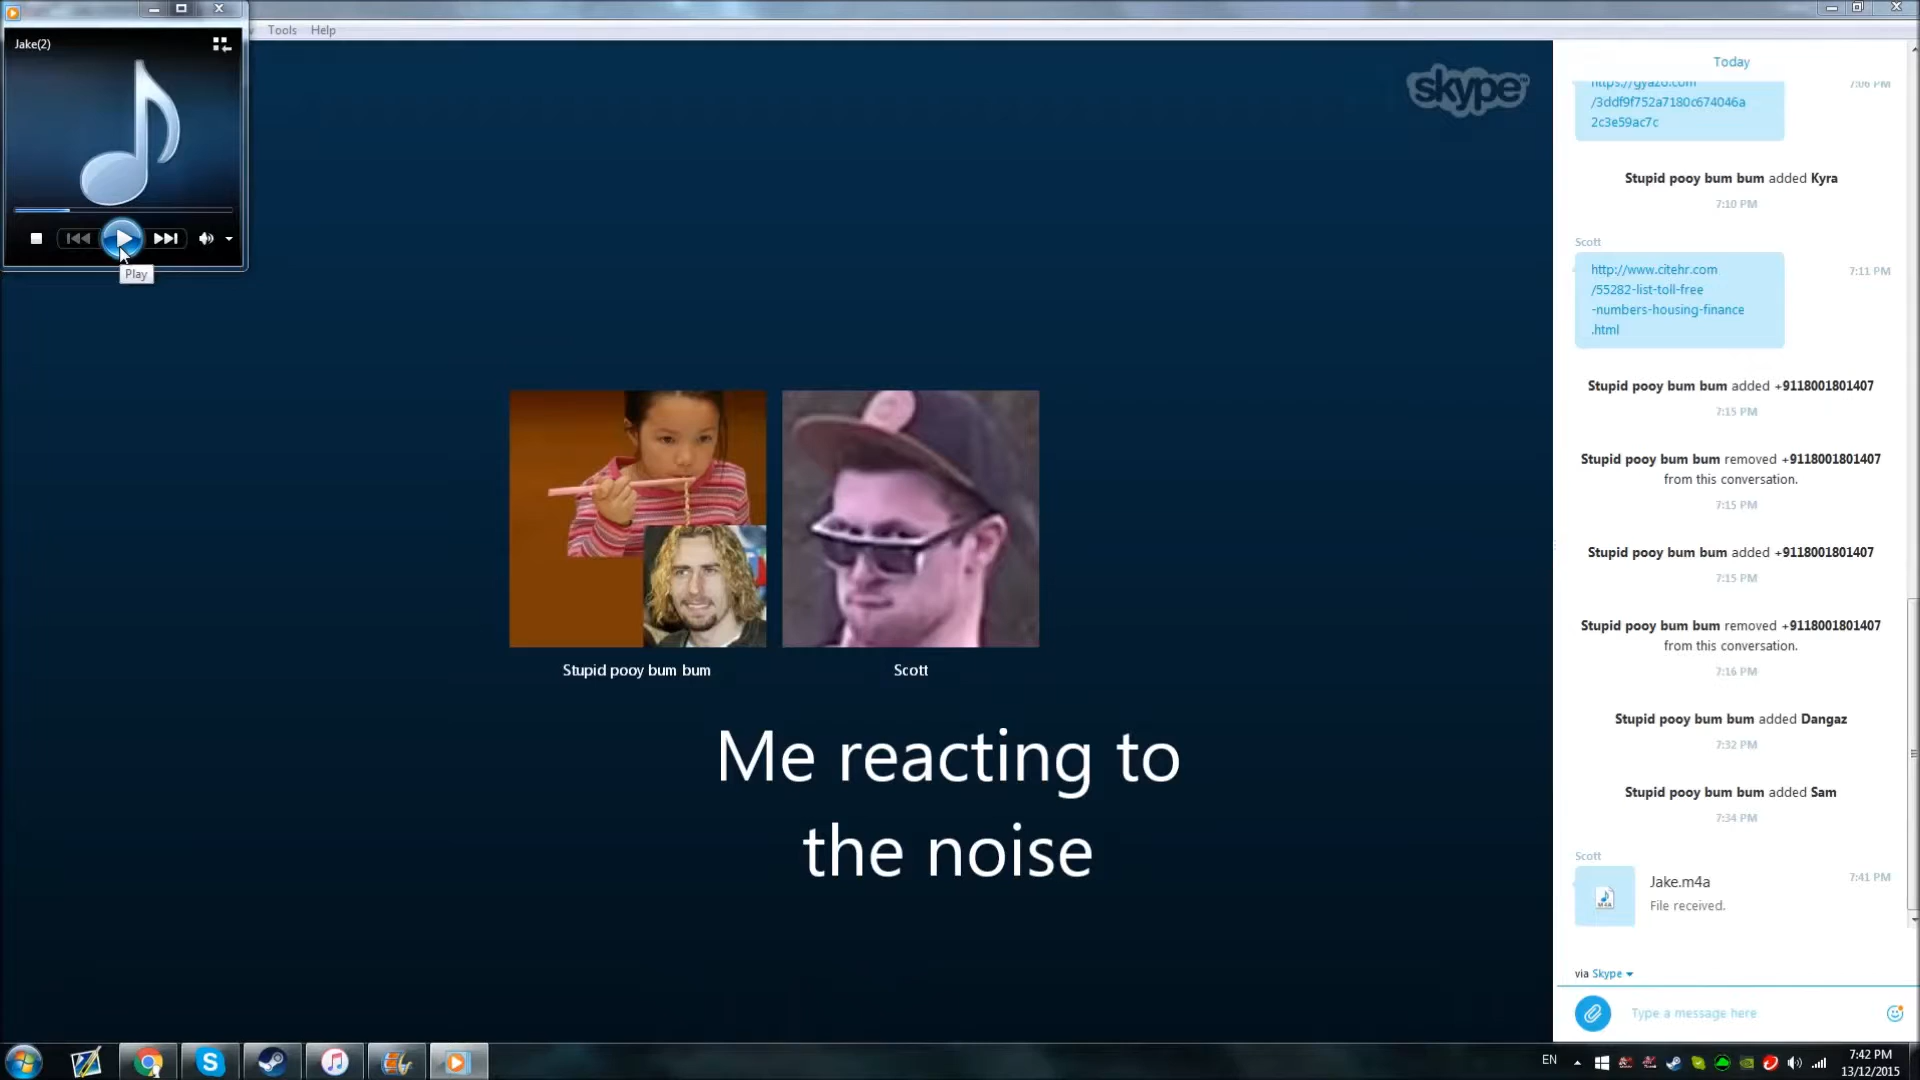 Jake(2)
Play
Tools Help
skype
Stupid pooy bum bum
Scott
Me reacting to
the noise
Today
https://gyazo.com
/3ddf9f752a7180c674046a
2c3e59ac7c
7:06 PM
Stupid pooy bum bum added Kyra
7:10 PM
Scott
http://www.citehr.com
/55282-list-toll-free
-numbers-housing-finance
.html
7:11 PM
Stupid pooy bum bum added +9118001801407
7:15 PM
Stupid pooy bum bum removed +9118001801407
from this conversation.
7:15 PM
Stupid pooy bum bum added +9118001801407
7:15 PM
Stupid pooy bum bum removed +9118001801407
from this conversation.
7:16 PM
Stupid pooy bum bum added Dangaz
7:32 PM
Stupid pooy bum bum added Sam
7:34 PM
Scott
Jake.m4a
7:41 PM
File received.
via Skype
Type a message here
EN
7:42 PM
13/12/2015